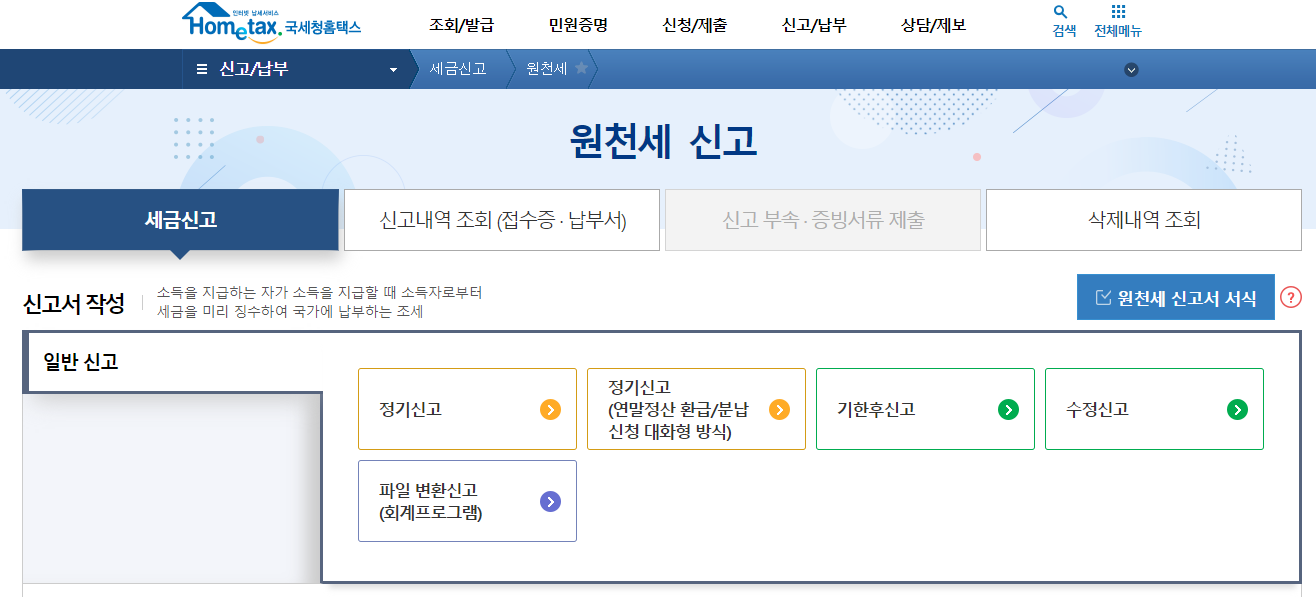 인터넷 납세서비스
Hometax. 국세청홈택스
조회/발급
민원증명
신청/제출
신고/납부
상담/제보
검색
전체메뉴
신고/납부
세금신고
원천세
원천세 신고
세금신고
신고내역 조회 (접수증 · 납부서)
신고 부속 · 증빙서류 제출
삭제내역 조회
신고서 작성
소득을 지급하는 자가 소득을 지급할 때 소득자로부터
세금을 미리 징수하여 국가에 납부하는 조세
원천세 신고서 서식
?
일반 신고
정기신고
정기신고
(연말정산 환급/분납
신청 대화형 방식)
기한후신고
수정신고
파일 변환신고
(회계프로그램)